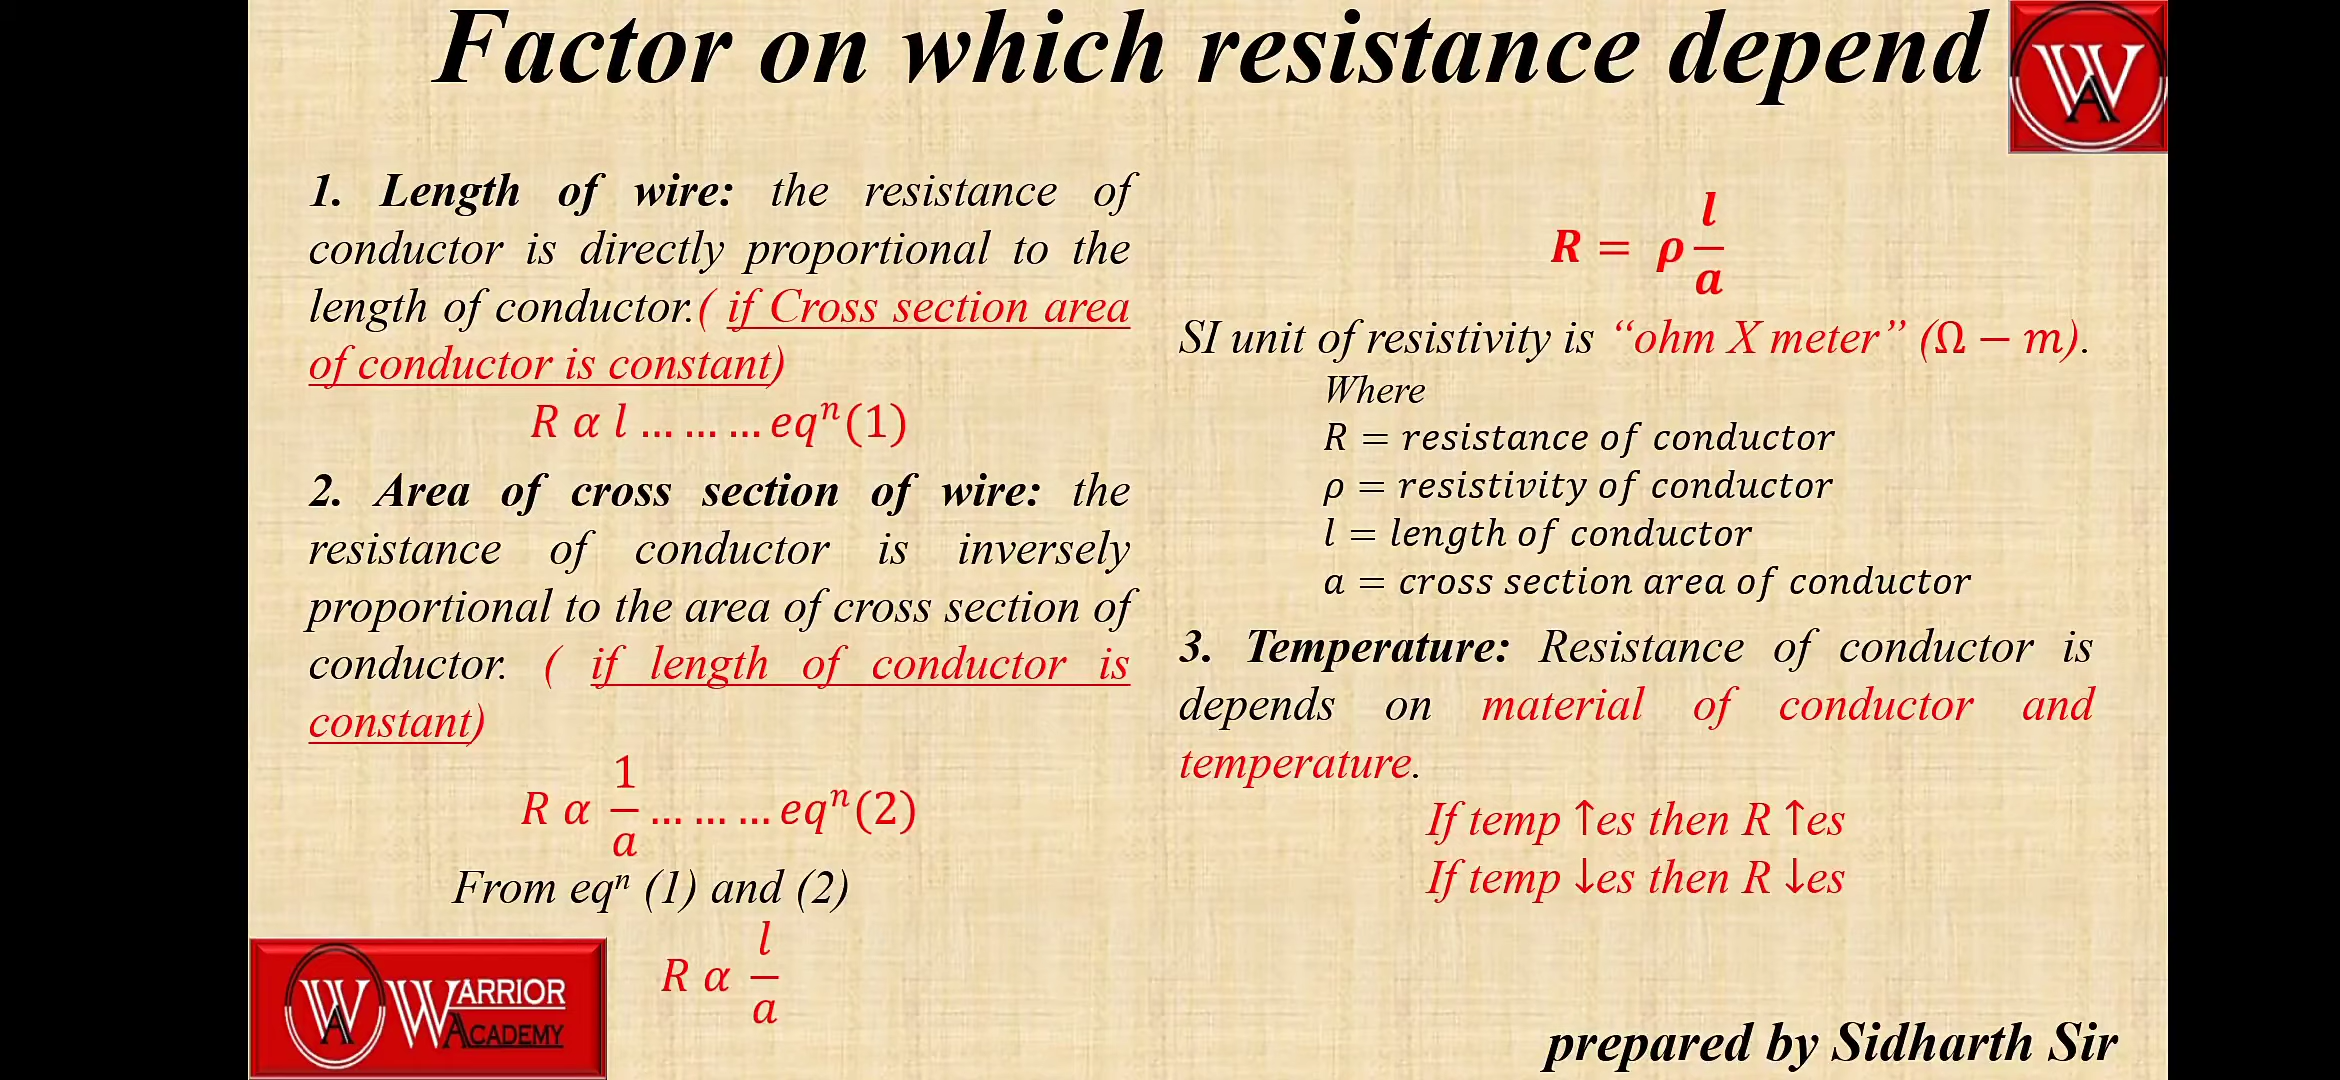 Factor on which resistance depend
WA
1. Length of wire: the resistance of
conductor is directly proportional to the
length of conductor.( if Cross section area
of conductor is constant)
R α l … … … eqⁿ(1)
2. Area of cross section of wire: the
resistance of conductor is inversely
proportional to the area of cross section of
conductor. ( if length of conductor is
constant)
R α 1/a … … … eqⁿ(2)
From eqⁿ (1) and (2)
R α l/a
WA WARRIOR
ACADEMY
R = ρ l/a
SI unit of resistivity is “ohm X meter” (Ω − m).
Where
R = resistance of conductor
ρ = resistivity of conductor
l = length of conductor
a = cross section area of conductor
3. Temperature: Resistance of conductor is
depends on material of conductor and
temperature.
If temp ↑es then R ↑es
If temp ↓es then R ↓es
prepared by Sidharth Sir